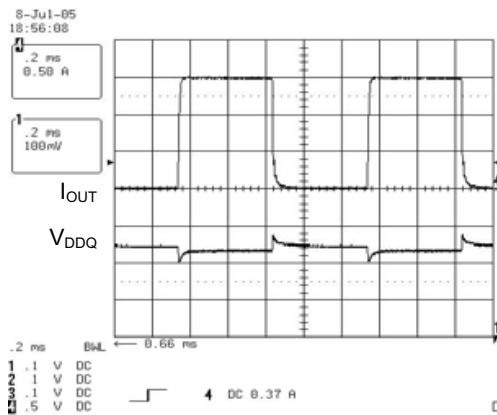 8-Jul-05
18:56:08
4
.2 ms
0.50 A
1
.2 ms
100mV
IOUT
VDDQ
.2 ms BWL
0.66 ms
1 .1 V DC
2 1 V DC
3 .1 V DC
4 .5 V DC
4 DC 0.37 A